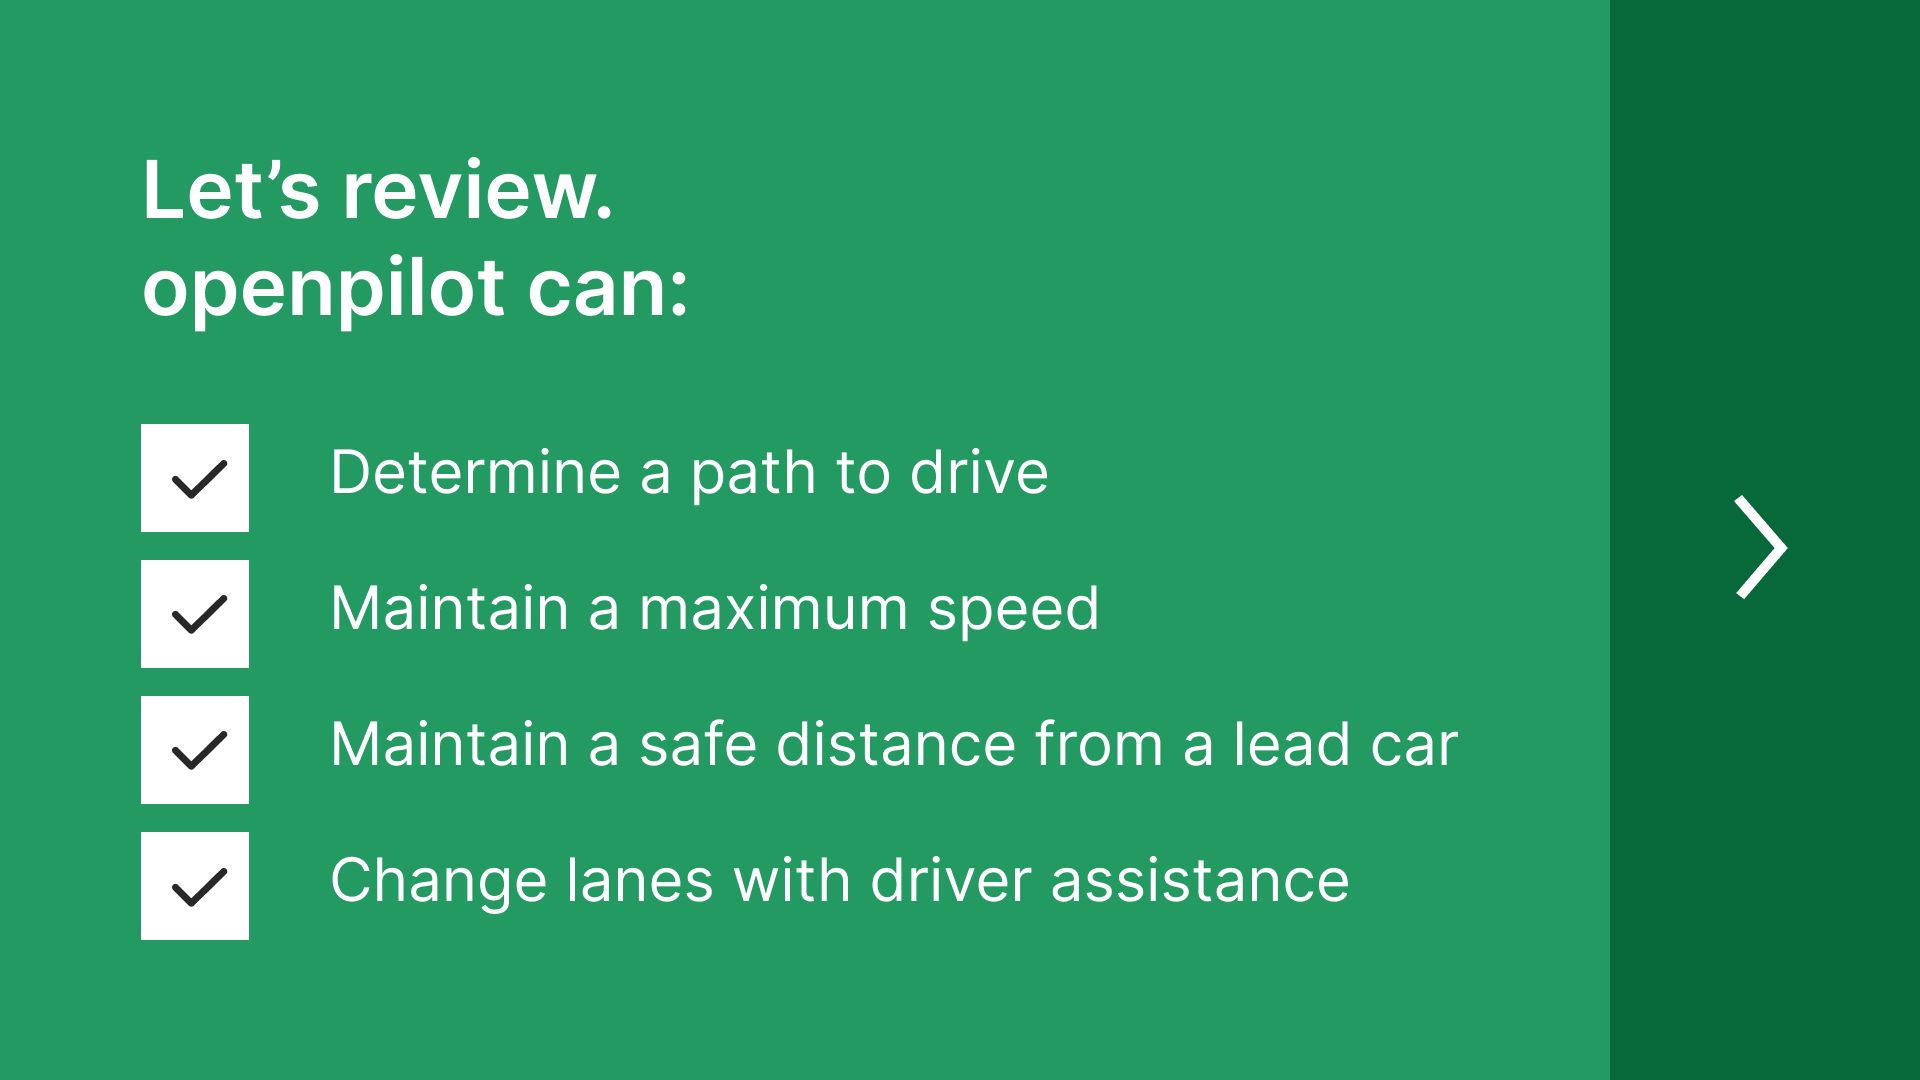 Let’s review.
openpilot can:
Determine a path to drive
Maintain a maximum speed
Maintain a safe distance from a lead car
Change lanes with driver assistance